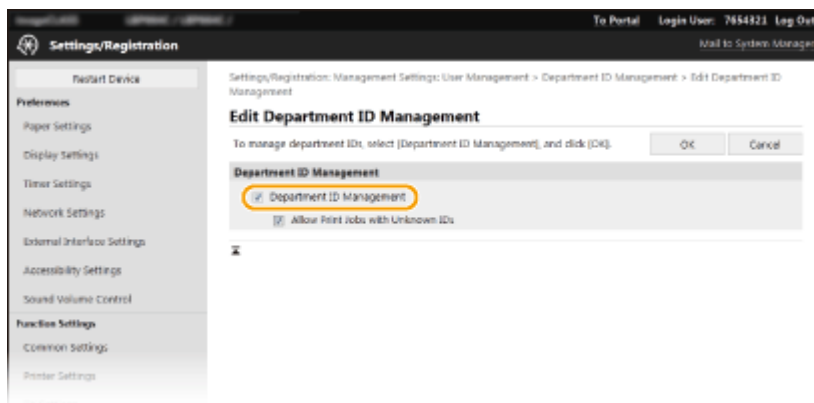 To Portal Login User: 7654321 Log Out
Settings/Registration
Mail to System Manager
Restart Device
Preferences
Paper Settings
Display Settings
Timer Settings
Network Settings
External Interface Settings
Accessibility Settings
Sound Volume Control
Function Settings
Common Settings
Printer Settings
Settings/Registration: Management Settings: User Management > Department ID Management > Edit Department ID
Management
Edit Department ID Management
To manage department IDs, select [Department ID Management], and click [OK].
OK
Cancel
Department ID Management
Department ID Management
Allow Print Jobs with Unknown IDs